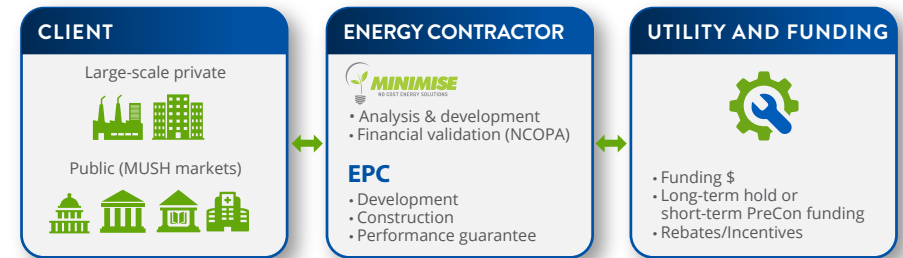 CLIENT
Large-scale private
Public (MUSH markets)
ENERGY CONTRACTOR
MINIMISE
NO COST ENERGY SOLUTIONS
• Analysis & development
• Financial validation (NCOPA)
EPC
• Development
• Construction
• Performance guarantee
UTILITY AND FUNDING
• Funding $
• Long-term hold or
short-term PreCon funding
• Rebates/Incentives